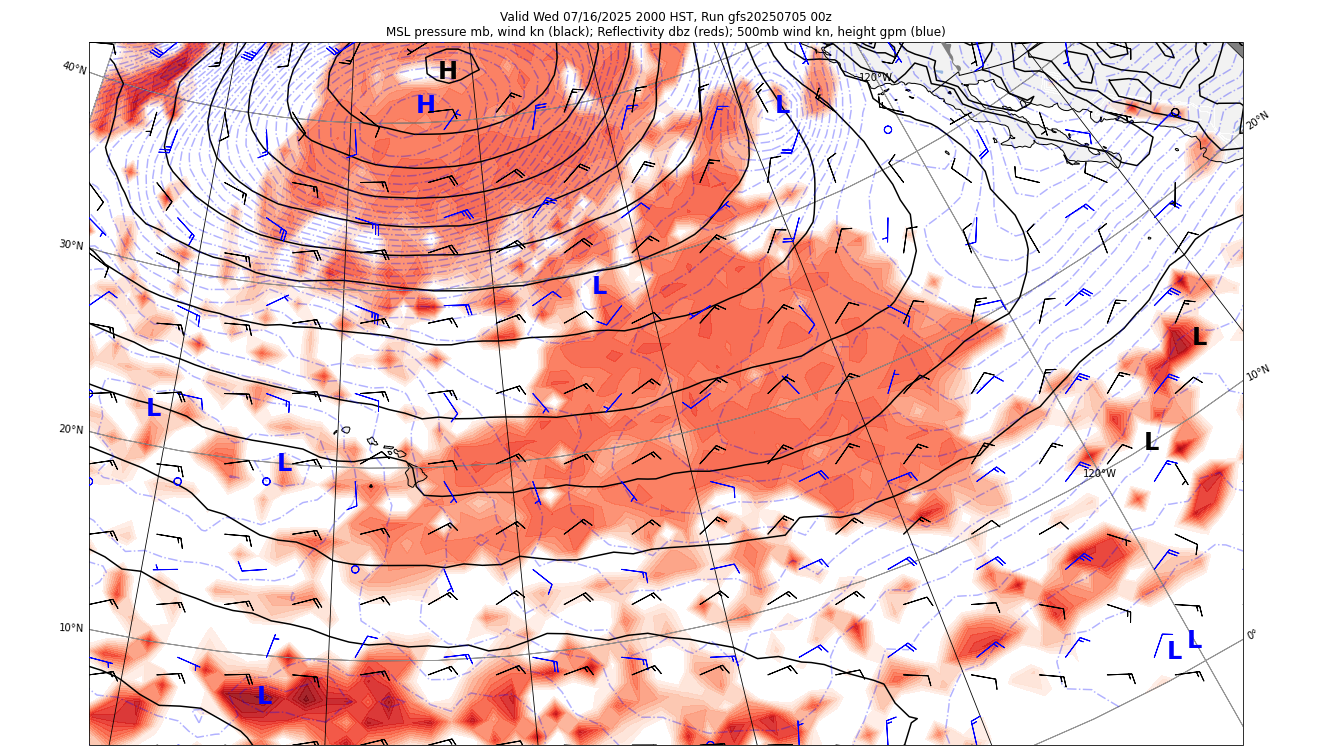 Valid Wed 07/16/2025 2000 HST, Run gfs20250705 00z
MSL pressure mb, wind kn (black); Reflectivity dbz (reds); 500mb wind kn, height gpm (blue)
40°N
H
H
L
120°W
20°N
30°N
L
L
10°N
L
20°N
L
L
120°W
10°N
0°
L
L
L